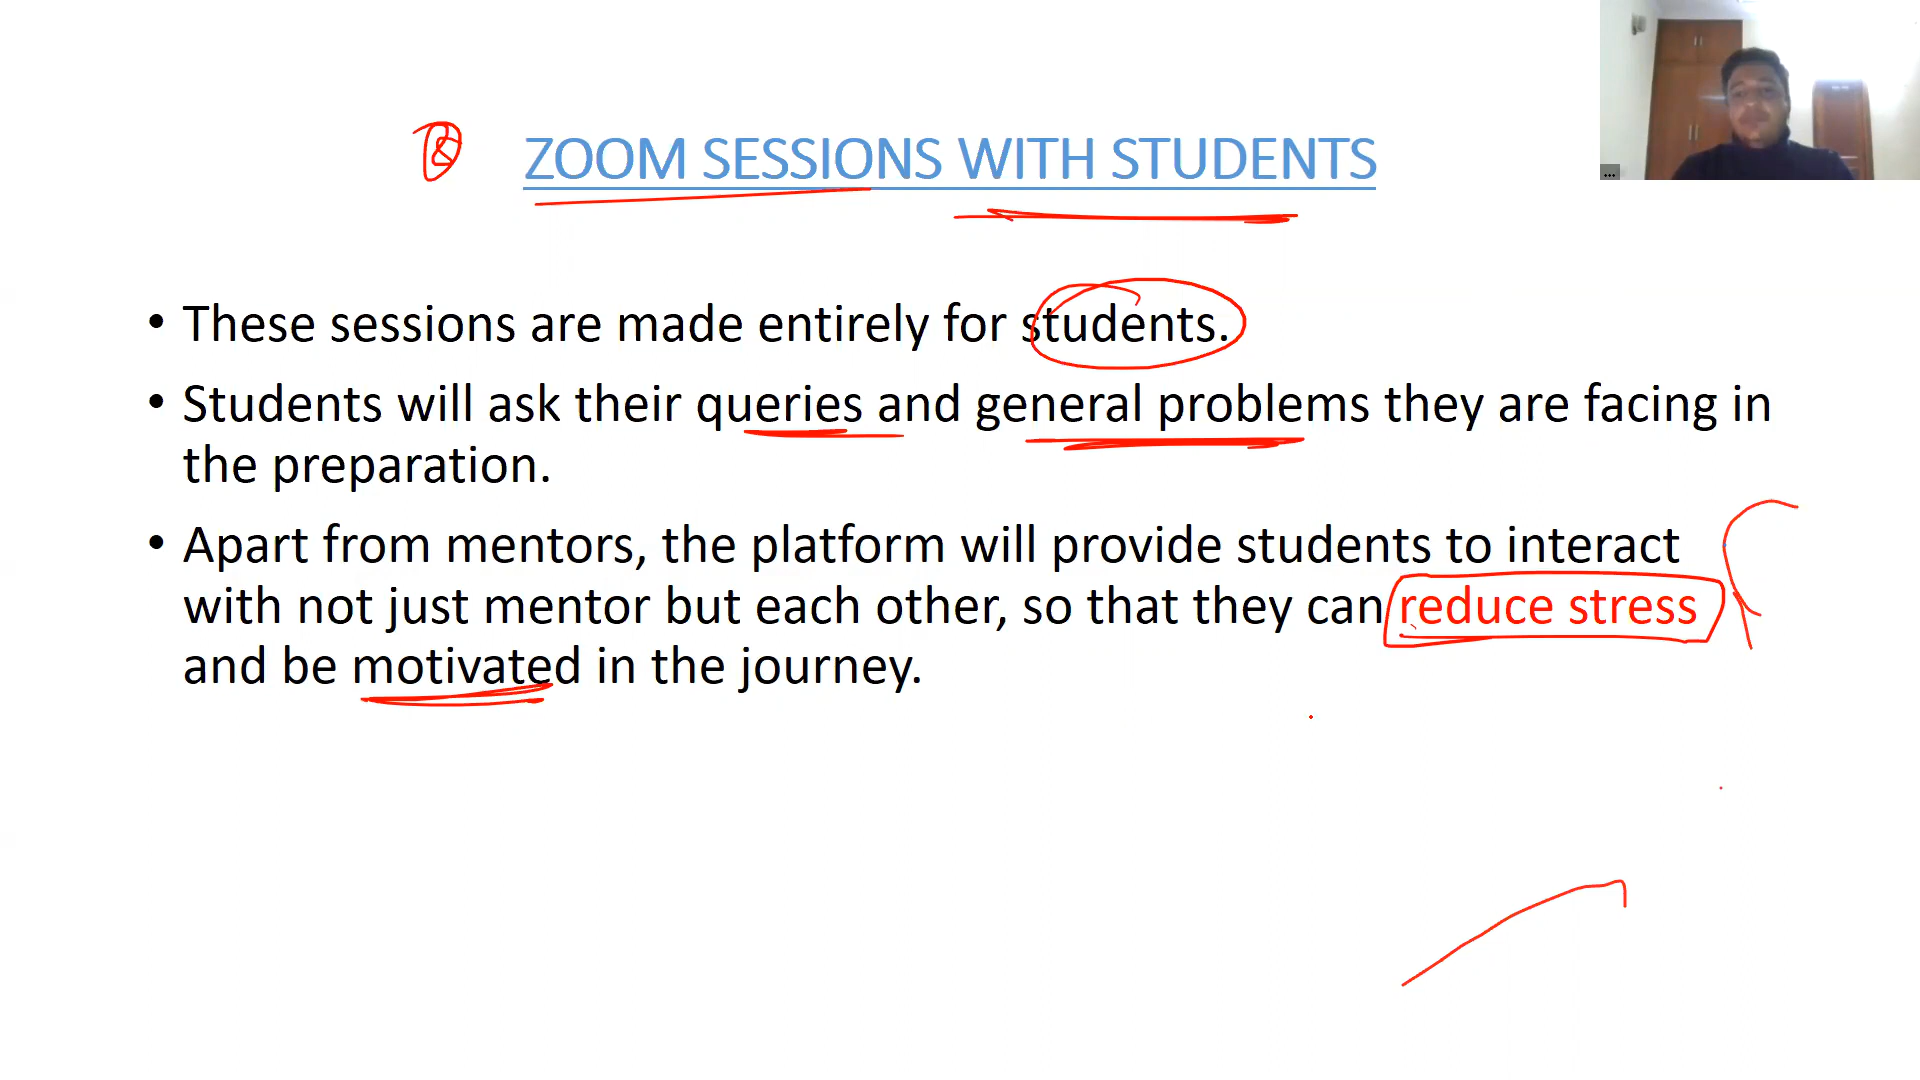 ZOOM SESSIONS WITH STUDENTS
• These sessions are made entirely for students.
• Students will ask their queries and general problems they are facing in
the preparation.
• Apart from mentors, the platform will provide students to interact
with not just mentor but each other, so that they can reduce stress
and be motivated in the journey.